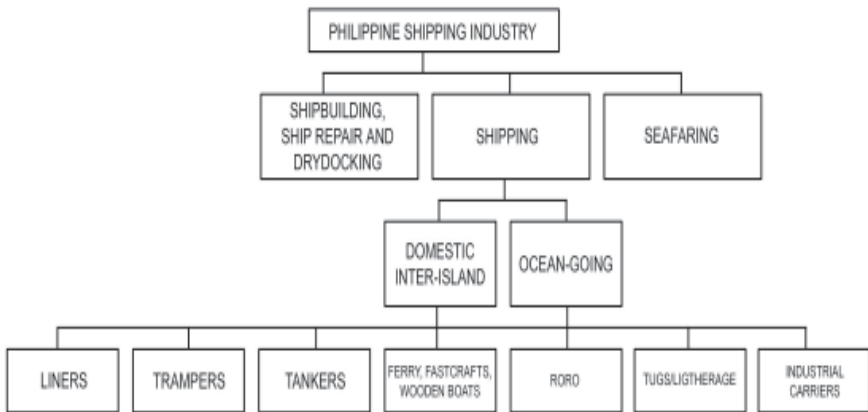 PHILIPPINE SHIPPING INDUSTRY
SHIPBUILDING,
SHIP REPAIR AND
DRYDOCKING
SHIPPING
SEAFARING
DOMESTIC
INTER-ISLAND
OCEAN-GOING
LINERS
TRAMPERS
TANKERS
FERRY, FASTCRAFTS,
WOODEN BOATS
RORO
TUGS/LIGTHERAGE
INDUSTRIAL
CARRIERS